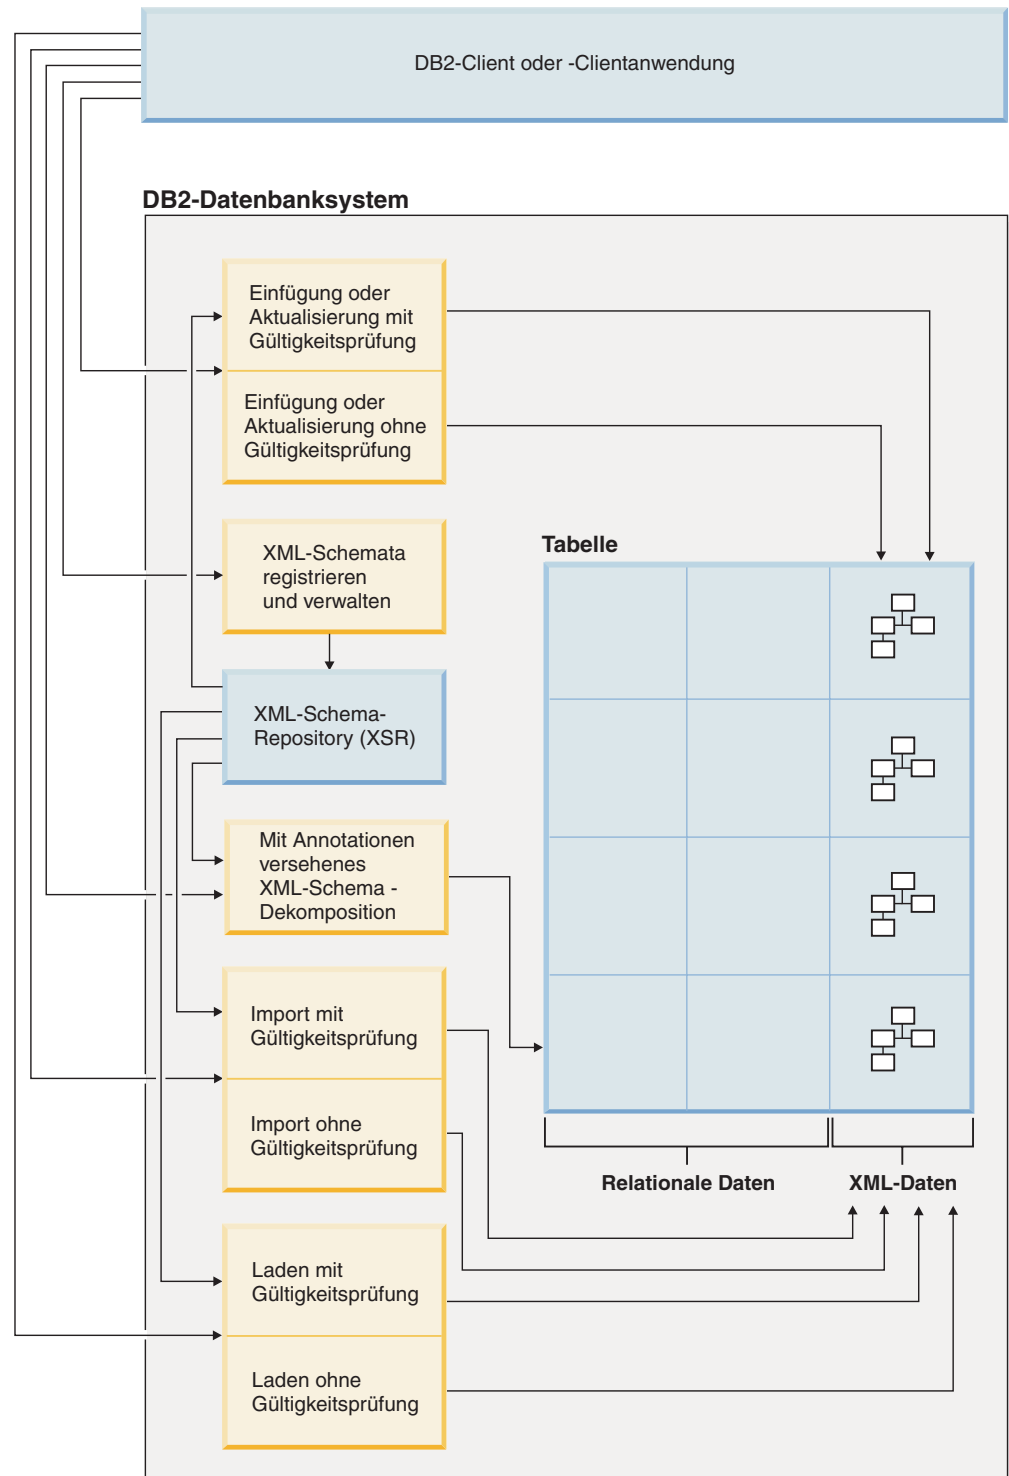 DB2-Client oder -Clientanwendung
DB2-Datenbanksystem
Einfügung oder
Aktualisierung mit
Gültigkeitsprüfung
Einfügung oder
Aktualisierung ohne
Gültigkeitsprüfung
XML-Schemata
registrieren
und verwalten
Tabelle
XML-Schema-
Repository (XSR)
Mit Annotationen
versehenes
XML-Schema -
Dekomposition
Import mit
Gültigkeitsprüfung
Import ohne
Gültigkeitsprüfung
Relationale Daten
XML-Daten
Laden mit
Gültigkeitsprüfung
Laden ohne
Gültigkeitsprüfung